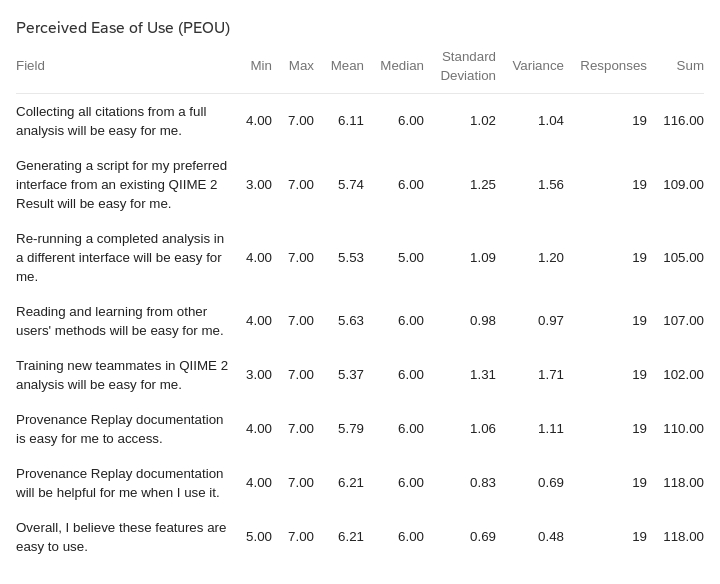 Perceived Ease of Use (PEOU)
Field Min Max Mean Median Standard Deviation Variance Responses Sum
Collecting all citations from a full
analysis will be easy for me. 4.00 7.00 6.11 6.00 1.02 1.04 19 116.00
Generating a script for my preferred
interface from an existing QIIME 2 3.00 7.00 5.74 6.00 1.25 1.56 19 109.00
Result will be easy for me.
Re-running a completed analysis in
a different interface will be easy for 4.00 7.00 5.53 5.00 1.09 1.20 19 105.00
me.
Reading and learning from other
users' methods will be easy for me. 4.00 7.00 5.63 6.00 0.98 0.97 19 107.00
Training new teammates in QIIME 2
analysis will be easy for me. 3.00 7.00 5.37 6.00 1.31 1.71 19 102.00
Provenance Replay documentation
is easy for me to access. 4.00 7.00 5.79 6.00 1.06 1.11 19 110.00
Provenance Replay documentation
will be helpful for me when I use it. 4.00 7.00 6.21 6.00 0.83 0.69 19 118.00
Overall, I believe these features are
easy to use. 5.00 7.00 6.21 6.00 0.69 0.48 19 118.00